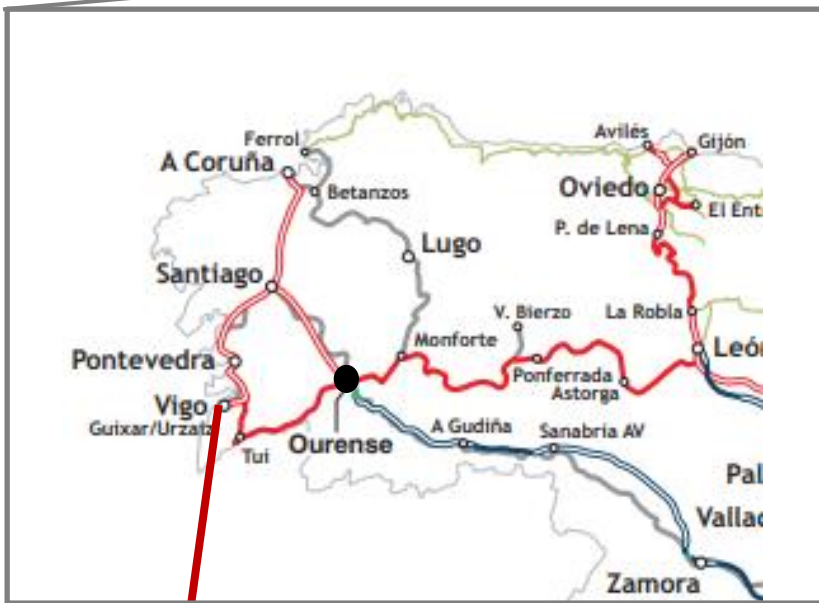 Ferrol
Avilés
Gijón
A Coruña
Betanzos
Oviedo
El Ent
P. de Lena
Lugo
Santiago
V. Bierzo
La Robla
Monforte
Leó
Pontevedra
Ponferrada
Astorga
Vigo
Guixar/Urzaiz
Tui
Ourense
A Gudiña
Sanabria AV
Pal
Vallad
Zamora